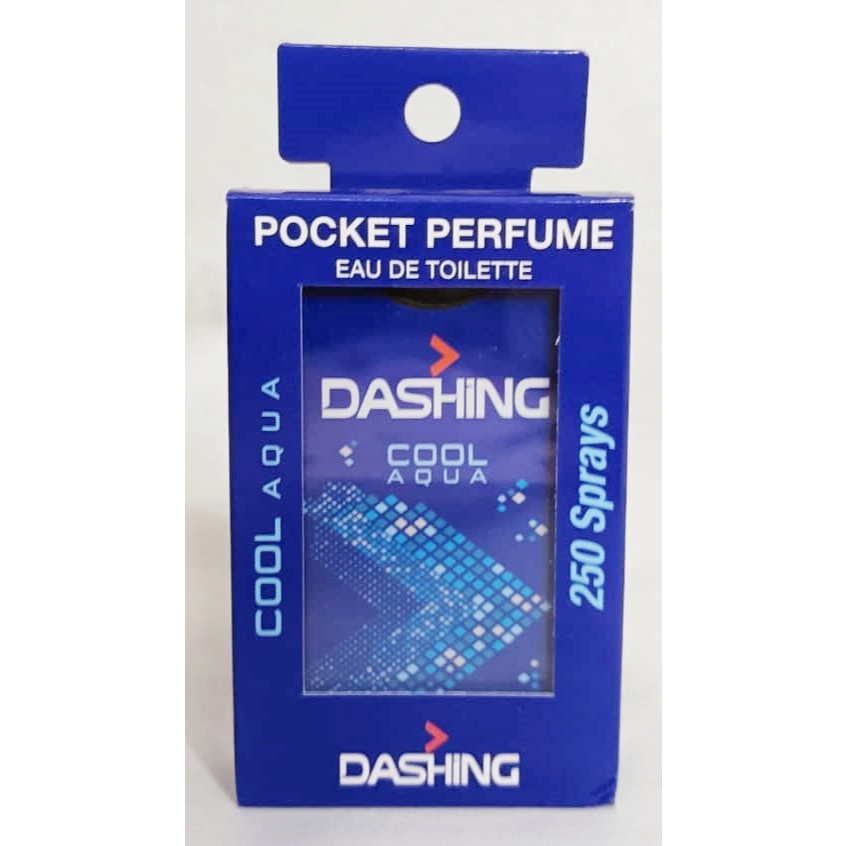 POCKET PERFUME
EAU DE TOILETTE
DASHiNG
COOL
AQUA
COOL AQUA
250 Sprays
DASHiNG